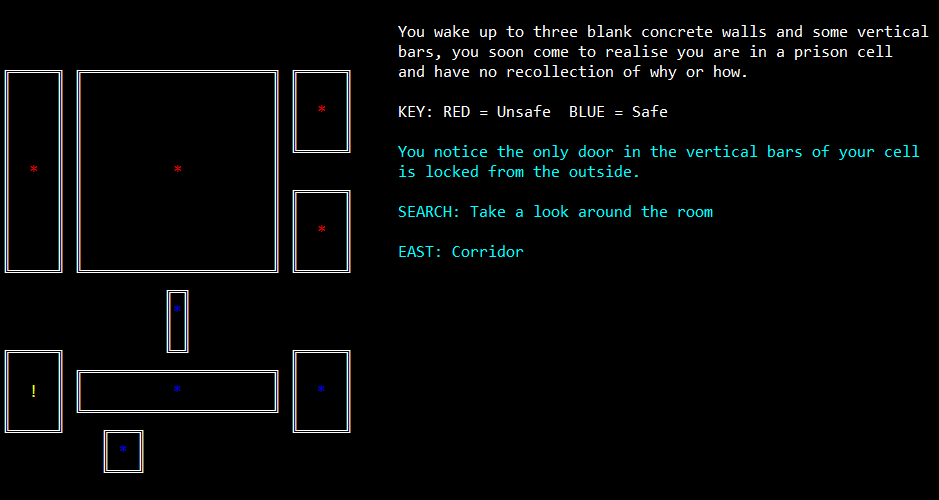 You wake up to three blank concrete walls and some vertical
bars, you soon come to realise you are in a prison cell
and have no recollection of why or how.
KEY: RED = Unsafe  BLUE = Safe
You notice the only door in the vertical bars of your cell
is locked from the outside.
SEARCH: Take a look around the room
EAST: Corridor
*
* *
*
*
! * *
*